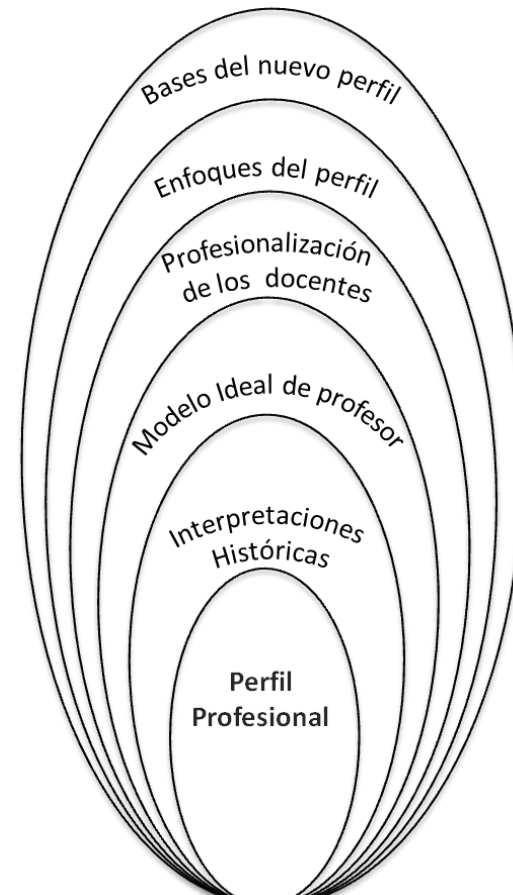 Bases del nuevo perfil
Enfoques del perfil
Profesionalización
de los docentes
Modelo Ideal de profesor
Interpretaciones
Históricas
Perfil
Profesional